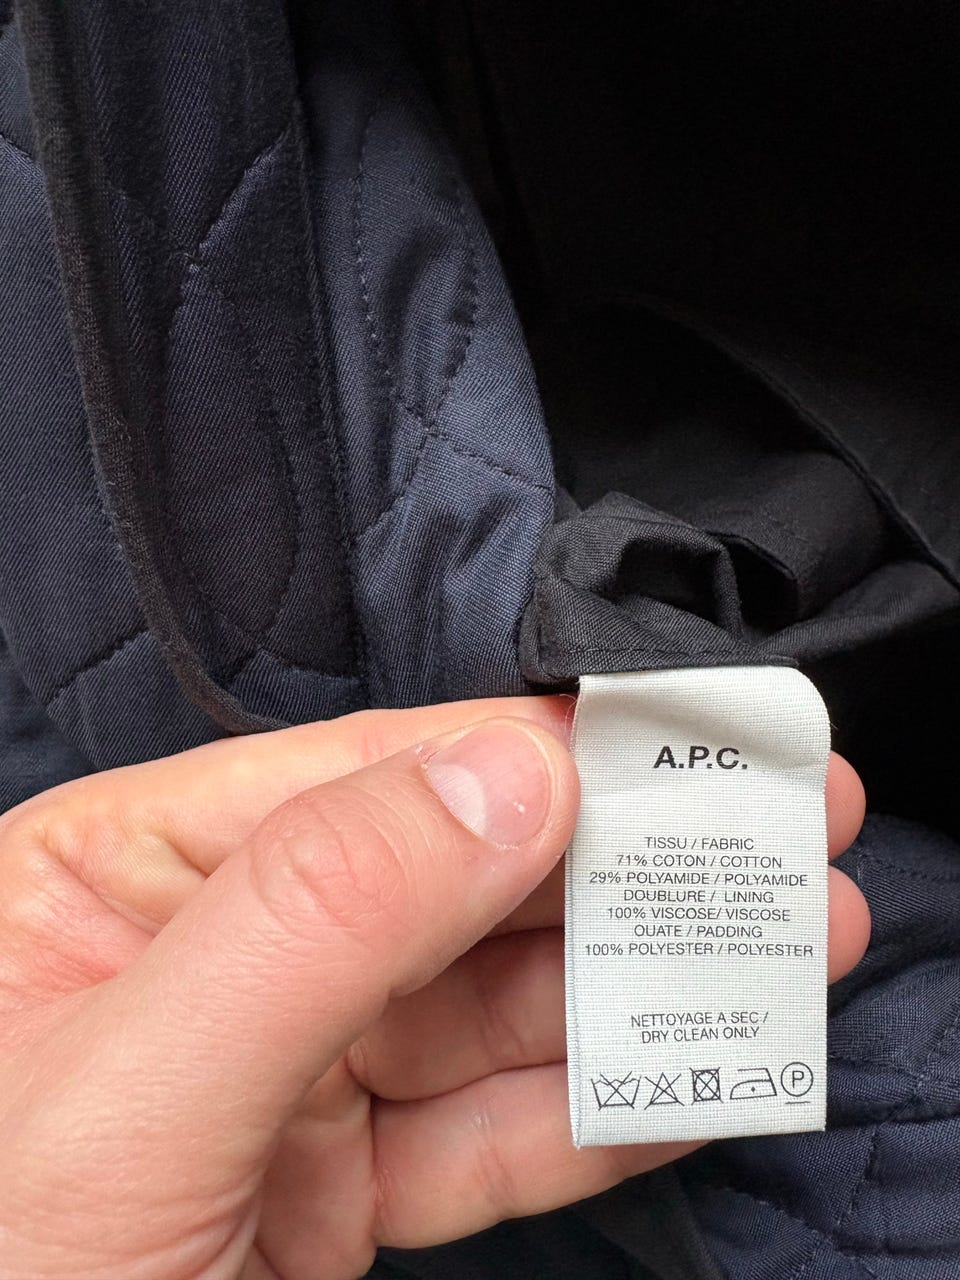 A.P.C.
TISSU / FABRIC
71% COTON / COTTON
29% POLYAMIDE / POLYAMIDE
DOUBLURE / LINING
100% VISCOSE/ VISCOSE
OUATE / PADDING
100% POLYESTER / POLYESTER
NETTOYAGE A SEC /
DRY CLEAN ONLY
P